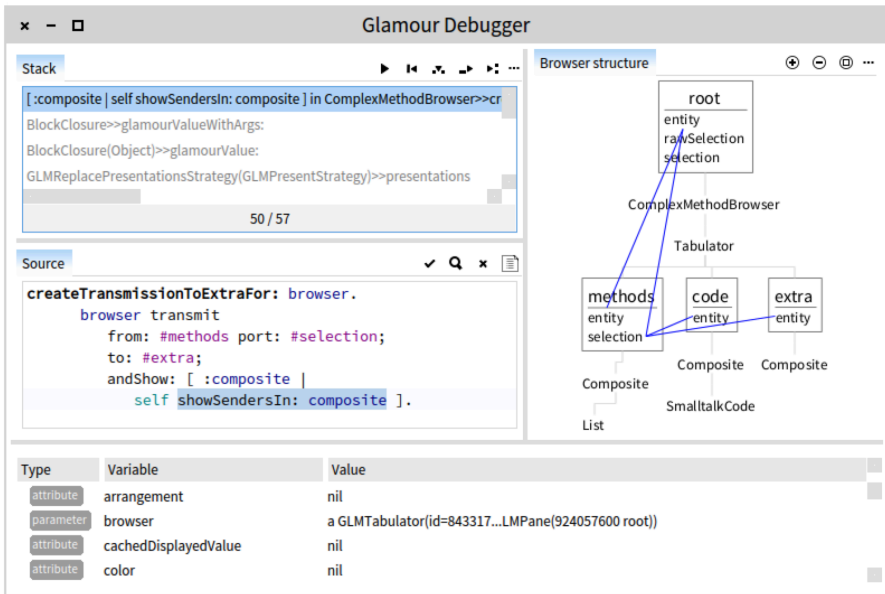 Glamour Debugger
Stack
[ :composite | self showSendersIn: composite ] in ComplexMethodBrowser>>cr
BlockClosure>>glamourValueWithArgs:
BlockClosure(Object)>>glamourValue:
GLMReplacePresentationsStrategy(GLMPresentStrategy)>>presentations
50 / 57
Source
createTransmissionToExtraFor: browser.
browser transmit
from: #methods port: #selection;
to: #extra;
andShow: [ :composite |
self showSendersIn: composite ].
Browser structure
root
entity
rawSelection
selection
ComplexMethodBrowser
Tabulator
methods
entity
selection
code
entity
extra
entity
Composite
List
Composite
SmalltalkCode
Composite
Type Variable Value
attribute arrangement nil
parameter browser a GLMTabulator(id=843317...LMPane(924057600 root))
attribute cachedDisplayedValue nil
attribute color nil